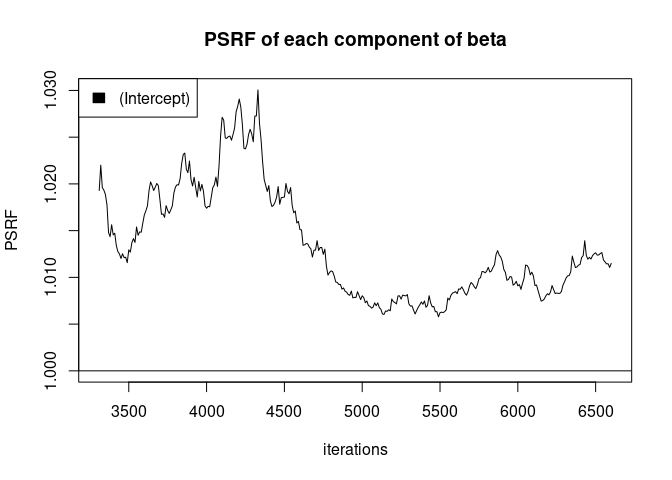 PSRF of each component of beta
(Intercept)
PSRF
1.030
1.020
1.010
1.000
3500 4000 4500 5000 5500 6000 6500
iterations